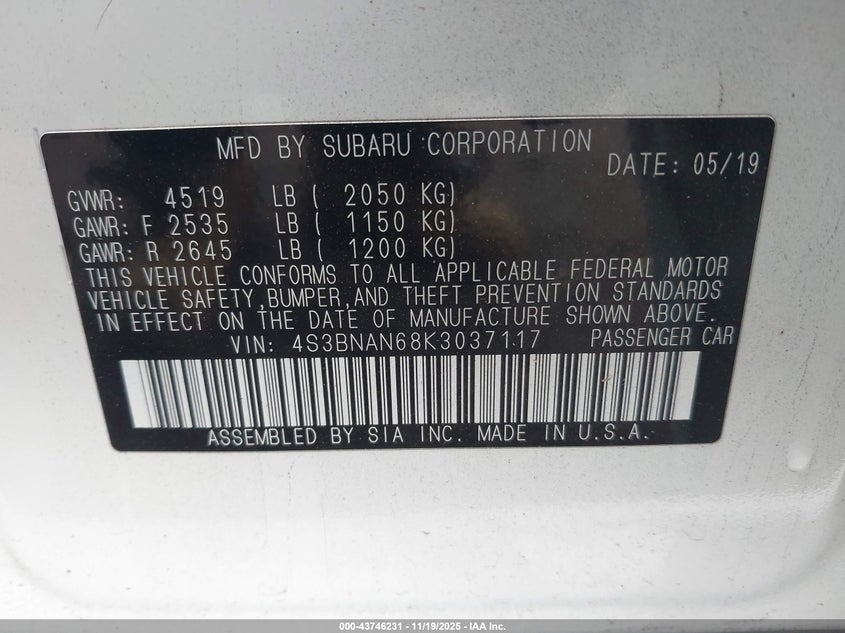 MFD BY SUBARU CORPORATION
DATE: 05/19
GVWR: 4519 LB ( 2050 KG)
GAWR: F 2535 LB ( 1150 KG)
GAWR: R 2645 LB ( 1200 KG)
THIS VEHICLE CONFORMS TO ALL APPLICABLE FEDERAL MOTOR
VEHICLE SAFETY,BUMPER,AND THEFT PREVENTION STANDARDS
IN EFFECT ON THE DATE OF MANUFACTURE SHOWN ABOVE.
VIN: 4S3BNAN68K3037117 PASSENGER CAR
ASSEMBLED BY SIA INC. MADE IN U.S.A.
000-43746231 - 11/19/2025 - IAA Inc.